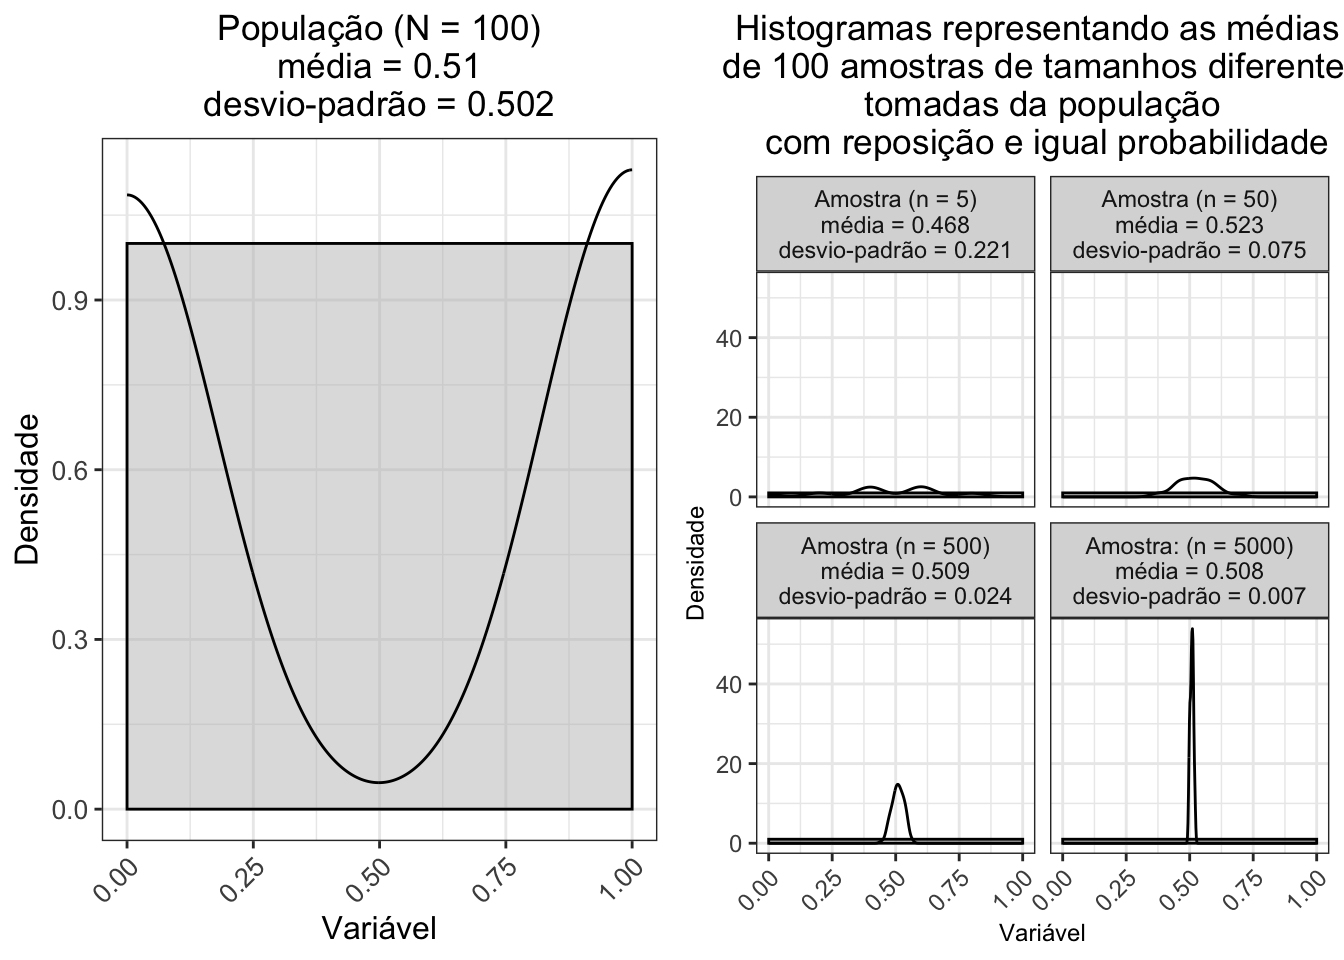 População (N = 100)
média = 0.51
desvio-padrão = 0.502
Densidade
0.9
0.6
0.3
0.0
0.00
0.25
0.50
0.75
1.00
Variável
Histogramas representando as médias
de 100 amostras de tamanhos diferente
tomadas da população
com reposição e igual probabilidade
Amostra (n = 5)
média = 0.468
desvio-padrão = 0.221
Amostra (n = 50)
média = 0.523
desvio-padrão = 0.075
40
20
0
Densidade
Amostra (n = 500)
média = 0.509
desvio-padrão = 0.024
Amostra: (n = 5000)
média = 0.508
desvio-padrão = 0.007
40
20
0
0.00
0.25
0.50
0.75
1.00
0.00
0.25
0.50
0.75
1.00
Variável